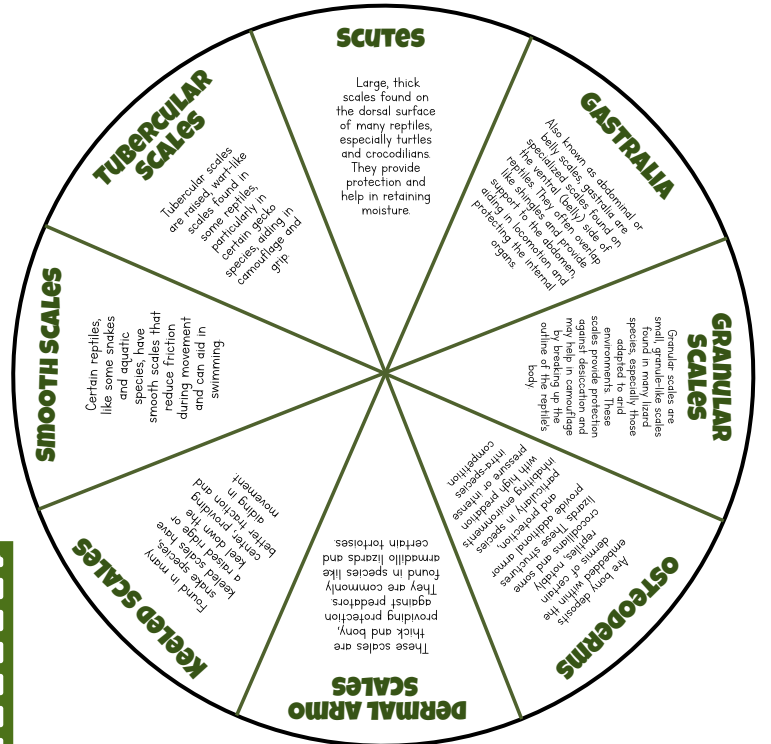 SCUTES
Large, thick
scales found on
the dorsal surface
of many reptiles,
especially turtles
and crocodilians.
They provide
protection and
help in retaining
moisture.
GASTRALIA
Also known as abdominal or
belly scales, gastralia are
specialized scales found on
the ventral (belly) side of
reptiles. They often overlap
like shingles and provide
support to the abdomen,
aiding in locomotion and
protecting the internal
organs.
GRANULAR
SCALES
Granular scales are
small, granule-like scales
found in many lizard
species, especially those
adapted to arid
environments. These
scales provide protection
against desiccation and
may help in camouflage
by breaking up the
outline of the reptile's
body.
OSTEODERMS
Are bony deposits
embedded within the
dermis of certain
reptiles, notably
crocodilians and some
lizards. These structures
provide additional armor
and protection,
particularly in species
inhabiting environments
with high predation
pressure or intense
intra-species
competition
DERMAL ARMO
SCALES
These scales are
thick and bony,
providing protection
against predators.
They are commonly
found in species like
armadillo lizards and
certain tortoises.
KEELED SCALES
Found in many
snake species,
keeled scales have
a raised ridge or
keel down the
center, providing
better traction and
aiding in
movement.
SMOOTH SCALES
Certain reptiles,
like some snakes
and aquatic
species, have
smooth scales that
reduce friction
during movement
and can aid in
swimming.
TUBERCULAR
SCALES
Tubercular scales
are raised, wart-like
scales found in
some reptiles,
particularly in
certain gecko
species, aiding in
camouflage and
grip.